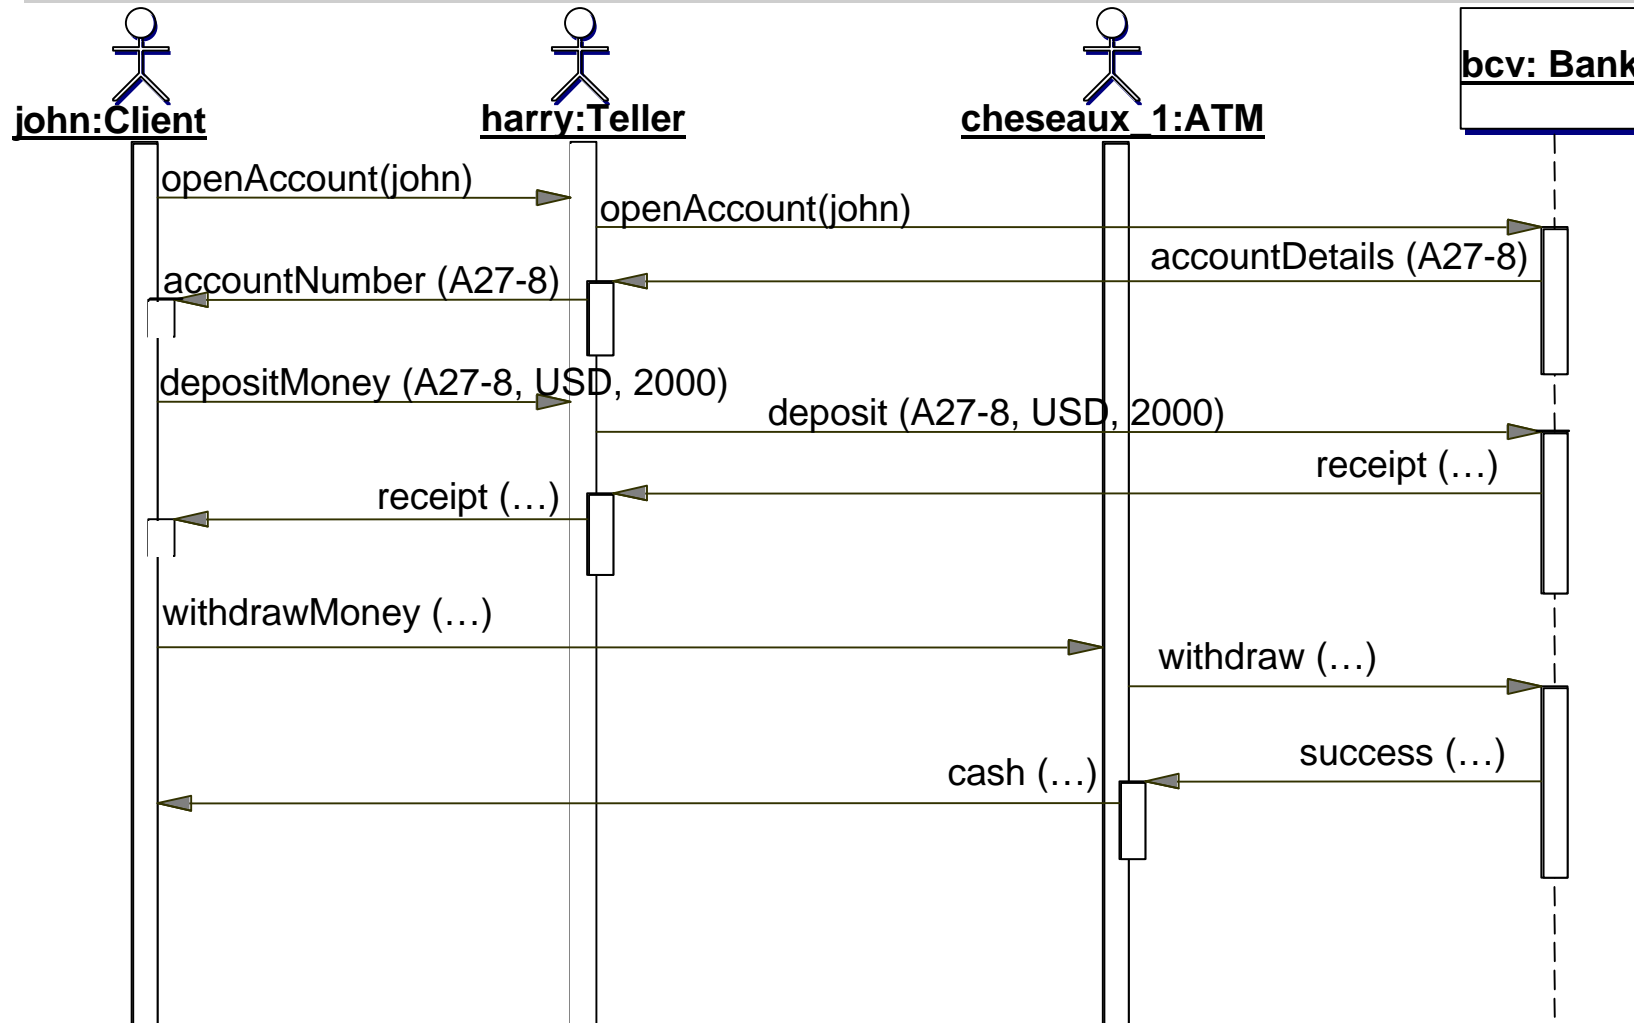 john:Client
harry:Teller
cheseaux_1:ATM
bcv: Bank
openAccount(john)
openAccount(john)
accountDetails (A27-8)
accountNumber (A27-8)
depositMoney (A27-8, USD, 2000)
deposit (A27-8, USD, 2000)
receipt (…)
receipt (…)
withdrawMoney (…)
withdraw (…)
success (…)
cash (…)